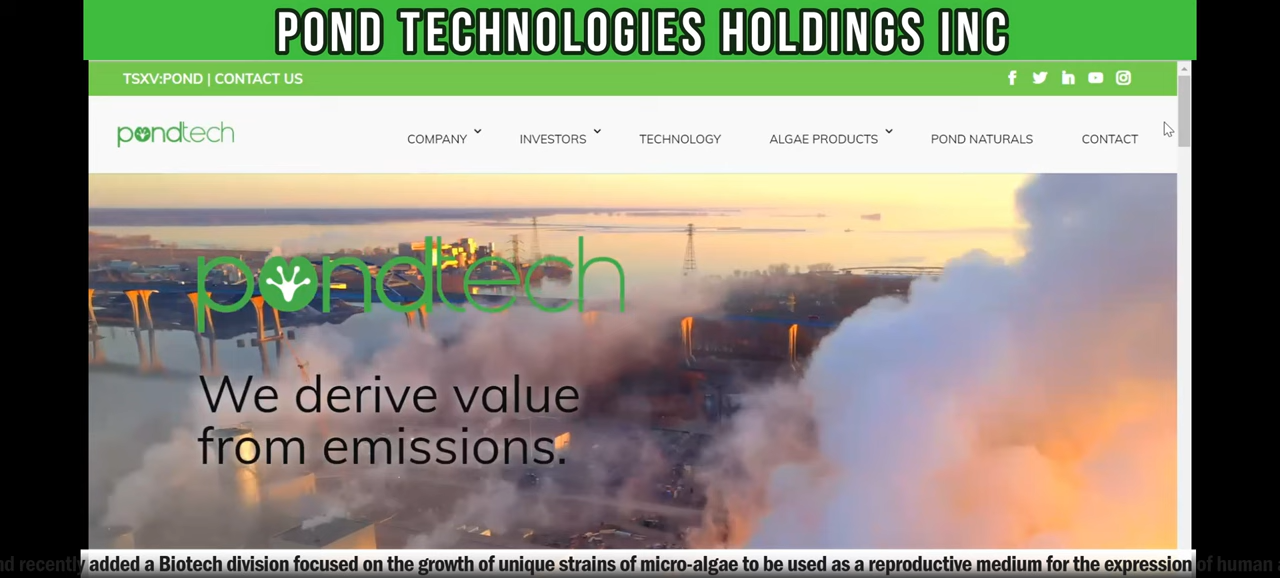 POND TECHNOLOGIES HOLDINGS INC
TSXV:POND | CONTACT US
pondtech
COMPANY
INVESTORS
TECHNOLOGY
ALGAE PRODUCTS
POND NATURALS
CONTACT
pondtech
We derive value
from emissions.
nd recently added a Biotech division focused on the growth of unique strains of micro-algae to be used as a reproductive medium for the expression of human